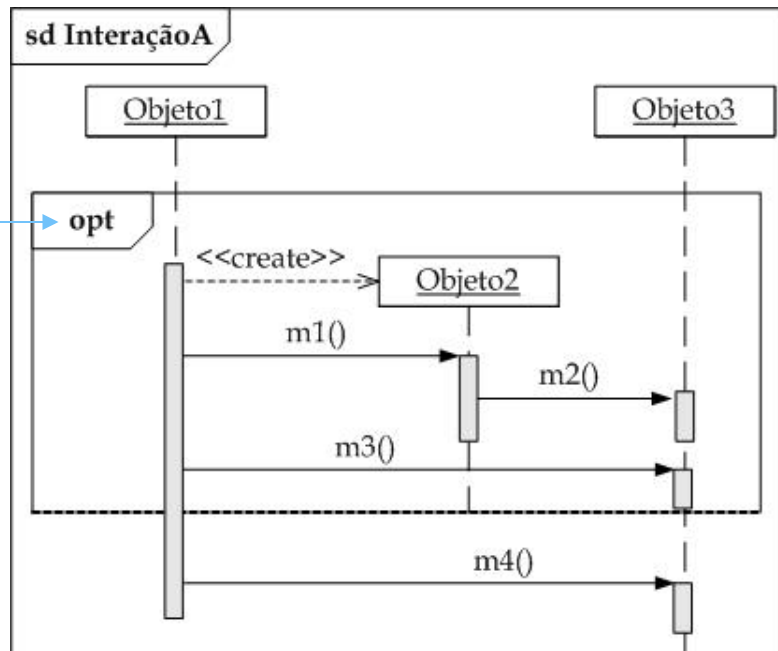 sd InteraçãoA
Objeto1
Objeto3
opt
<<create>>
Objeto2
m1()
m2()
m3()
m4()